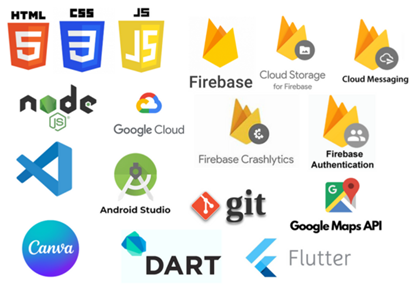 HTML
5
CSS
3
JS
JS
Firebase
Cloud Storage
for Firebase
Cloud Messaging
node
JS
Google Cloud
Firebase Crashlytics
Firebase
Authentication
Android Studio
git
G
Google Maps API
Canva
DART
Flutter